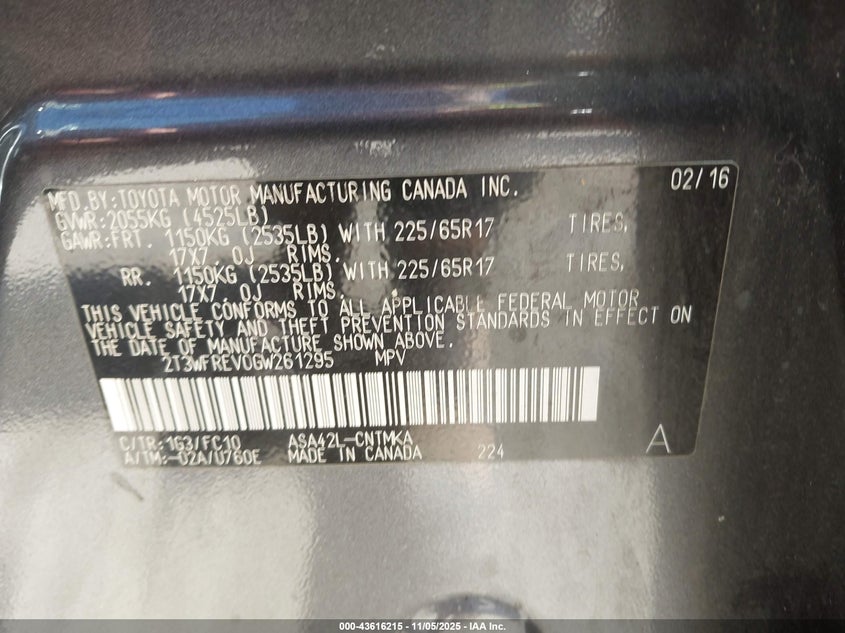 MFD.BY:TOYOTA MOTOR MANUFACTURING CANADA INC. 02/16
GVWR:2055KG (4525LB)
GAWR:FRT. 1150KG (2535LB) WITH 225/65R17 TIRES,
17X7.0J RIMS.
RR. 1150KG (2535LB) WITH 225/65R17 TIRES,
17X7.0J RIMS.
THIS VEHICLE CONFORMS TO ALL APPLICABLE FEDERAL MOTOR
VEHICLE SAFETY AND THEFT PREVENTION STANDARDS IN EFFECT ON
THE DATE OF MANUFACTURE SHOWN ABOVE.
2T3WFREV0GW261295 MPV
C/TR:1G3/FC10 ASA42L-CNTMKA A
A/TM:-02A/U760E MADE IN CANADA 224
000-43616215 - 11/05/2025 - IAA Inc.